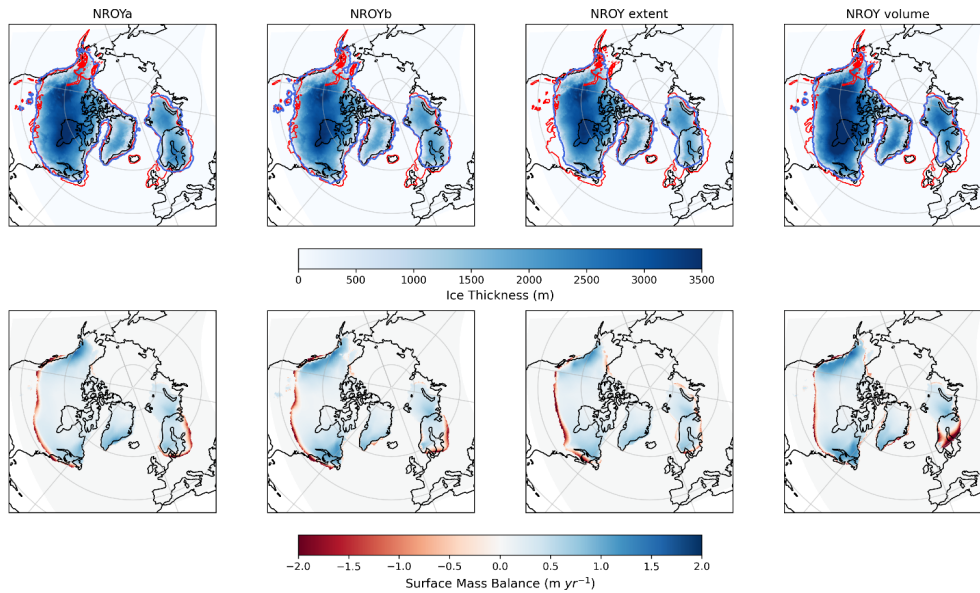 NROYa NROYb NROY extent NROY volume
0 500 1000 1500 2000 2500 3000 3500
Ice Thickness (m)
−2.0 −1.5 −1.0 −0.5 0.0 0.5 1.0 1.5 2.0
Surface Mass Balance (m yr⁻¹)